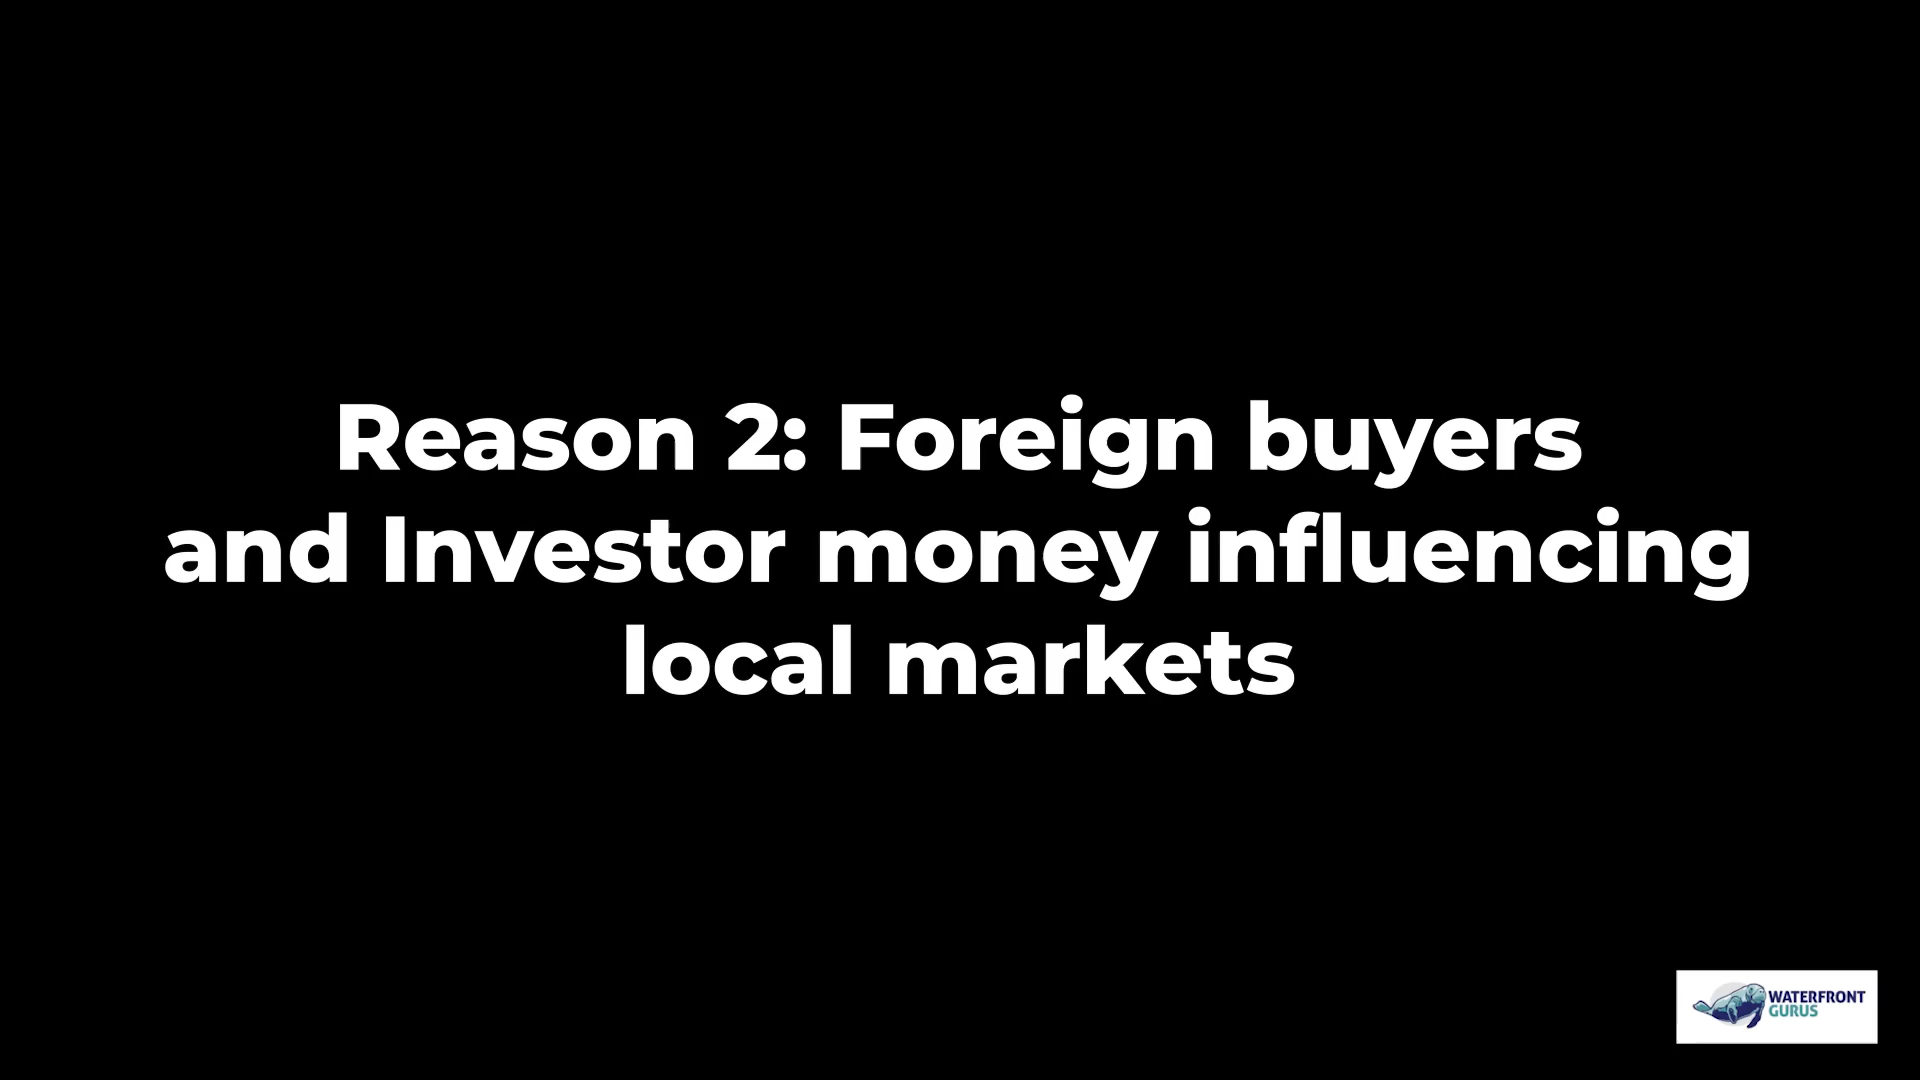 Reason 2: Foreign buyers
and Investor money influencing
local markets
WATERFRONT
GURUS